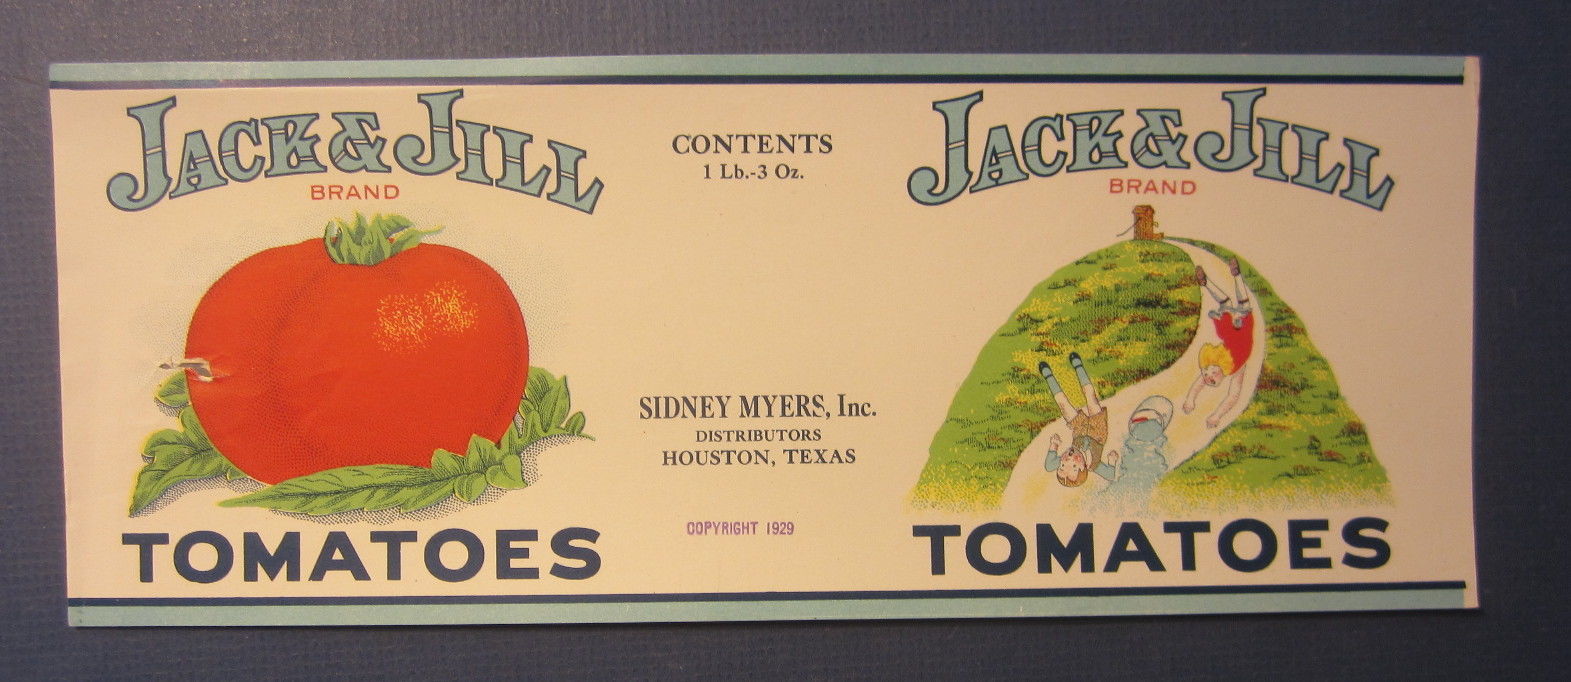 JACK & JILL
BRAND
TOMATOES
CONTENTS
1 Lb.-3 Oz.
SIDNEY MYERS, Inc.
DISTRIBUTORS
HOUSTON, TEXAS
COPYRIGHT 1929
JACK & JILL
BRAND
TOMATOES